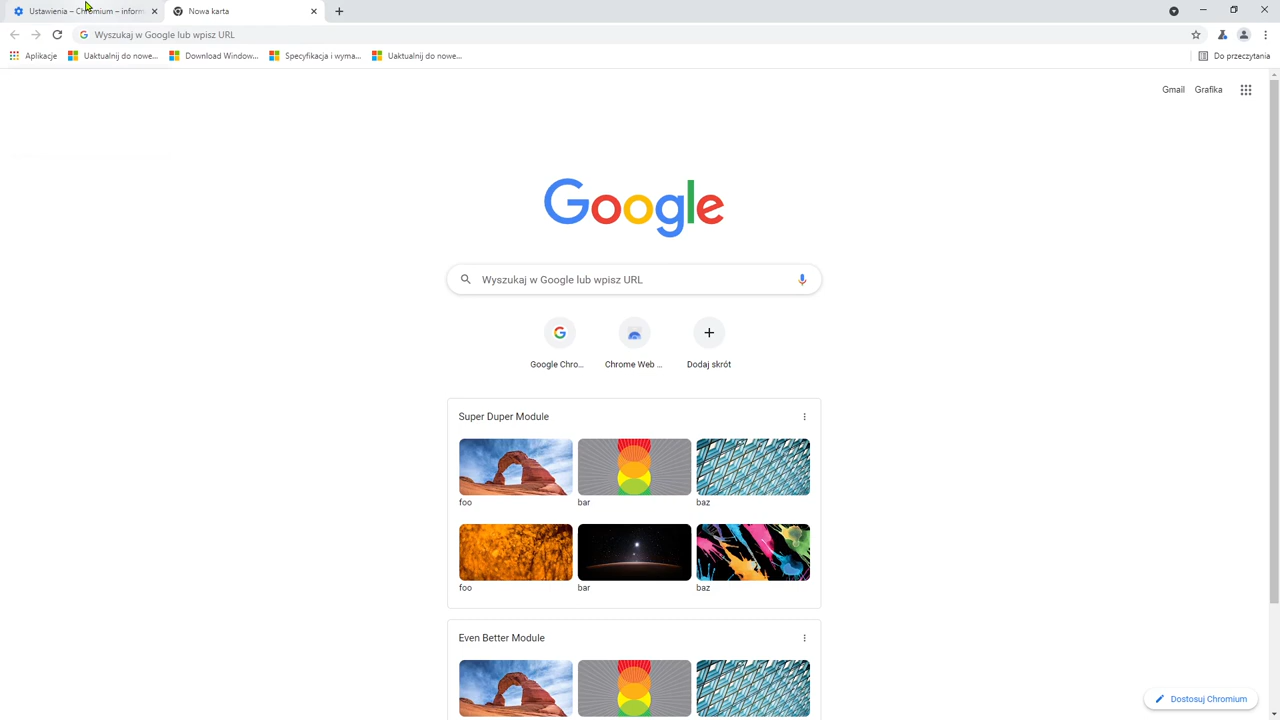 Ustawienia – Chromium – inform
Nowa karta
Wyszukaj w Google lub wpisz URL
Aplikacje
Uaktualnij do nowe...
Download Window...
Specyfikacja i wyma...
Uaktualnij do nowe...
Do przeczytania
Gmail
Grafika
Google
Wyszukaj w Google lub wpisz URL
Google Chro...
Chrome Web ...
Dodaj skrót
Super Duper Module
foo
bar
baz
foo
bar
baz
Even Better Module
Dostosuj Chromium